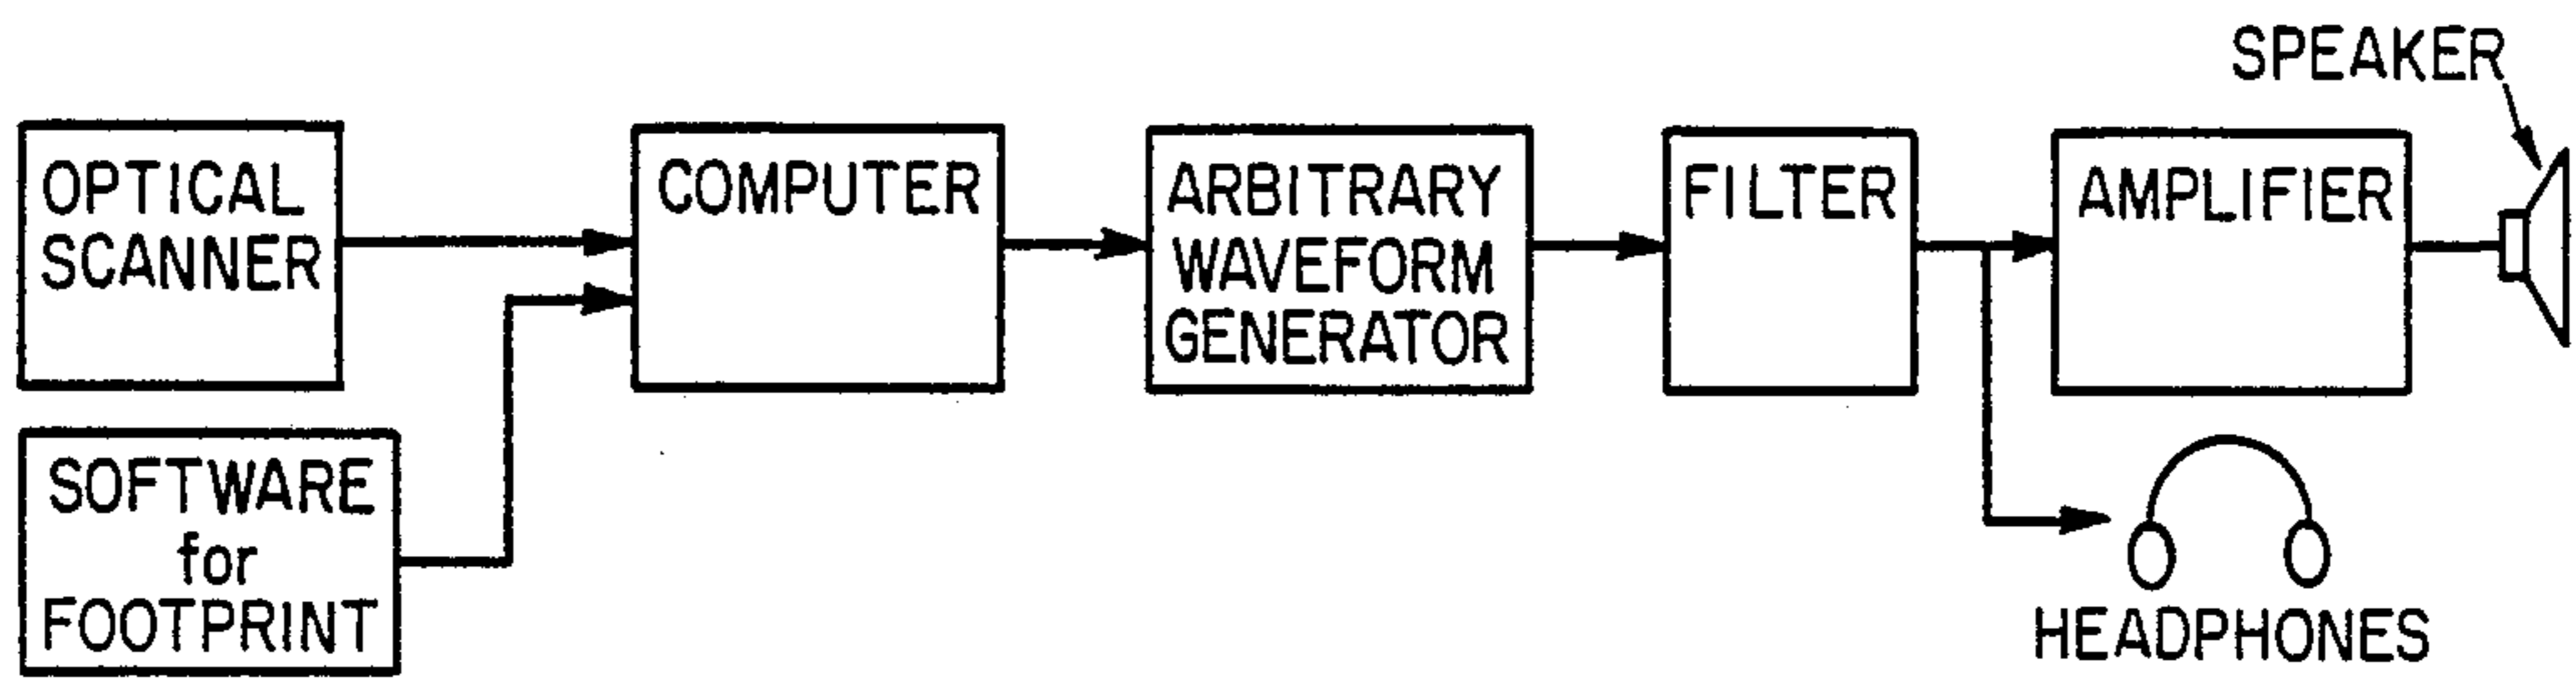 SPEAKER
OPTICAL
SCANNER
COMPUTER
ARBITRARY
WAVEFORM
GENERATOR
FILTER
AMPLIFIER
SOFTWARE
for
FOOTPRINT
HEADPHONES